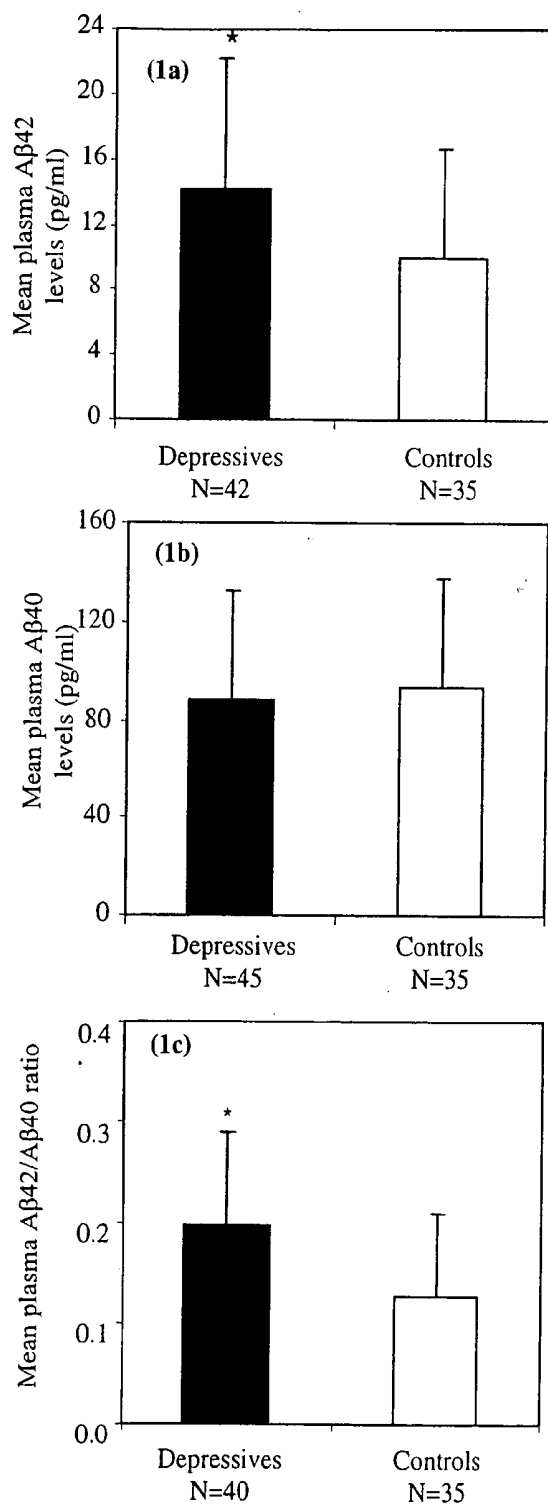 24
*
(1a)
20
16
12
8
4
0
Mean plasma Aβ42
levels (pg/ml)
Depressives
Controls
N=42
N=35
160
(1b)
120
80
40
0
Mean plasma Aβ40
levels (pg/ml)
Depressives
Controls
N=45
N=35
0.4
(1c)
*
0.3
0.2
0.1
0.0
Mean plasma Aβ42/Aβ40 ratio
Depressives
Controls
N=40
N=35